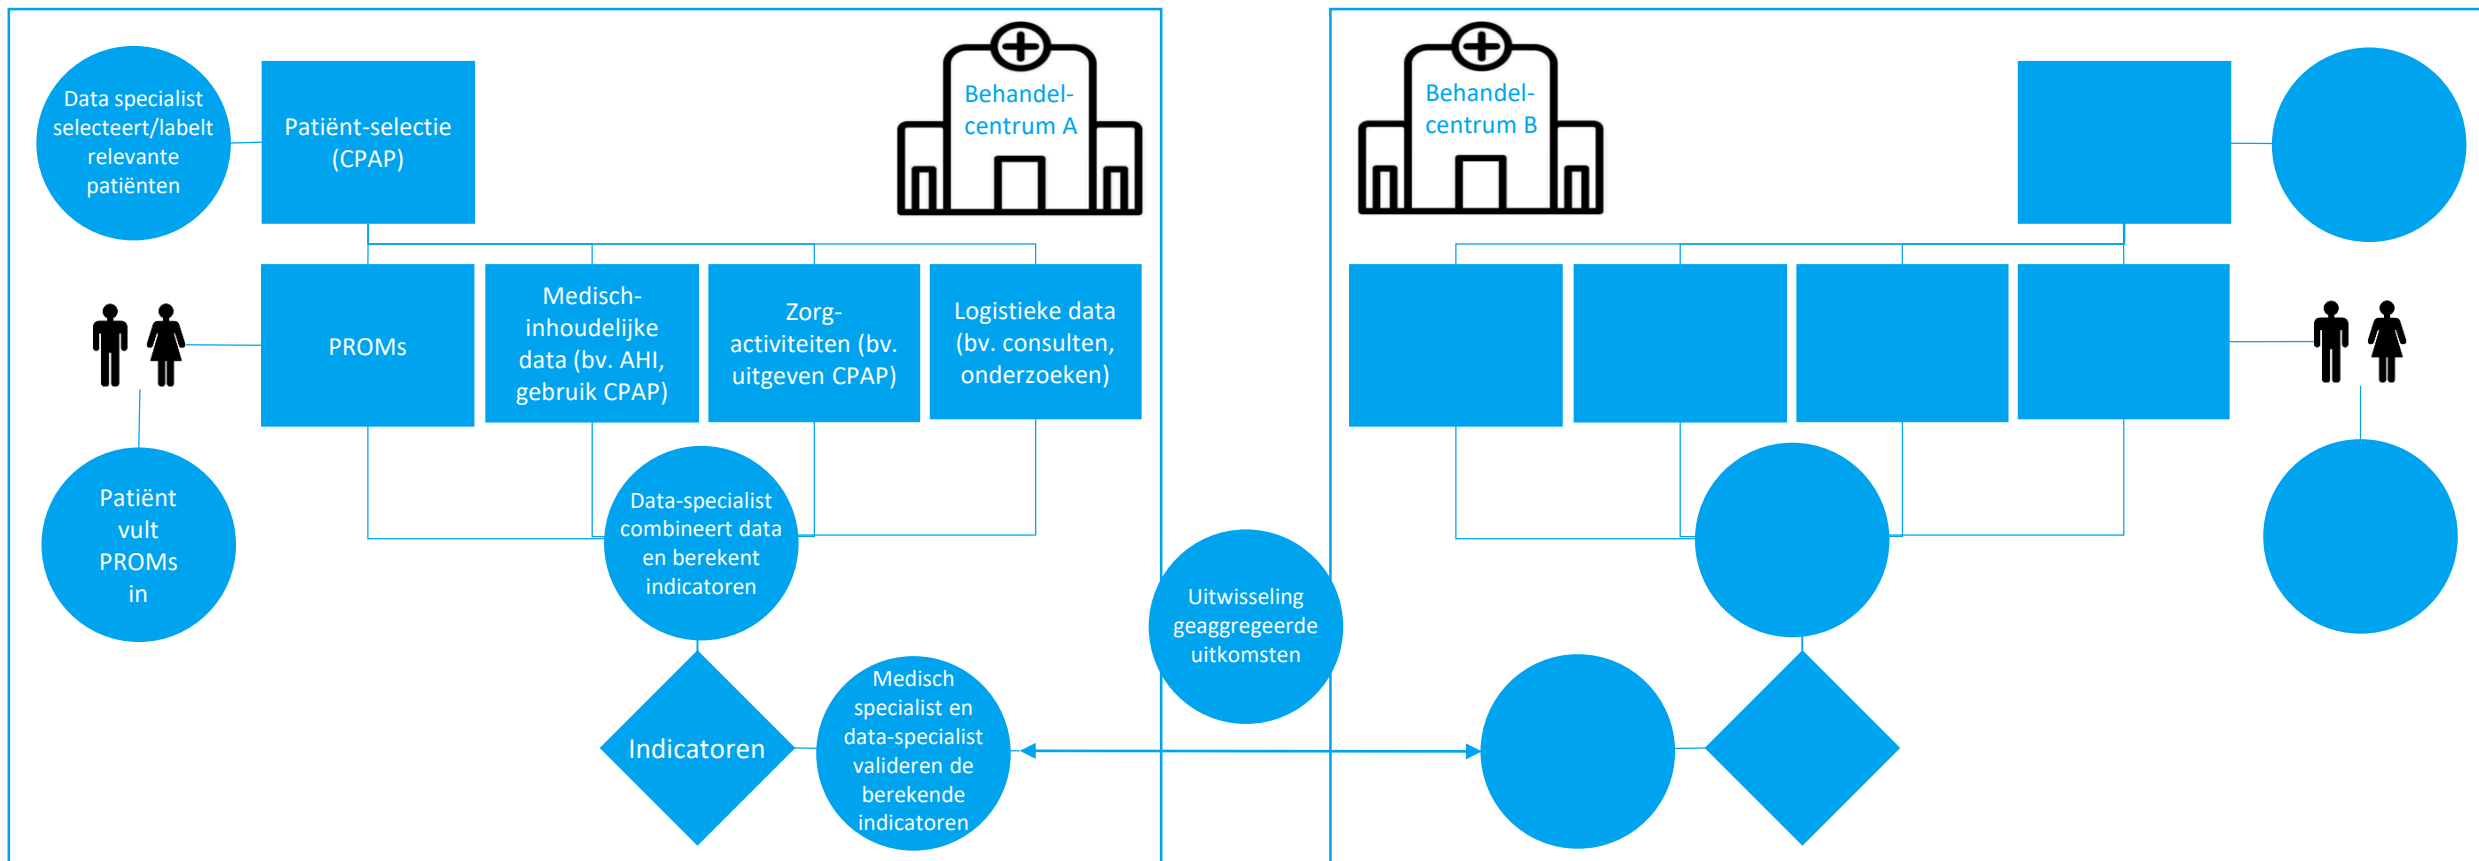 Data specialist
selecteert/labelt
relevante
patiënten
Patiënt-selectie
(CPAP)
Behandel-
centrum A
Behandel-
centrum B
PROMs
Medisch-
inhoudelijke
data (bv. AHI,
gebruik CPAP)
Zorg-
activiteiten (bv.
uitgeven CPAP)
Logistieke data
(bv. consulten,
onderzoeken)
Patiënt
vult
PROMs
in
Data-specialist
combineert data
en berekent
indicatoren
Uitwisseling
geaggregeerde
uitkomsten
Indicatoren
Medisch
specialist en
data-specialist
valideren de
berekende
indicatoren